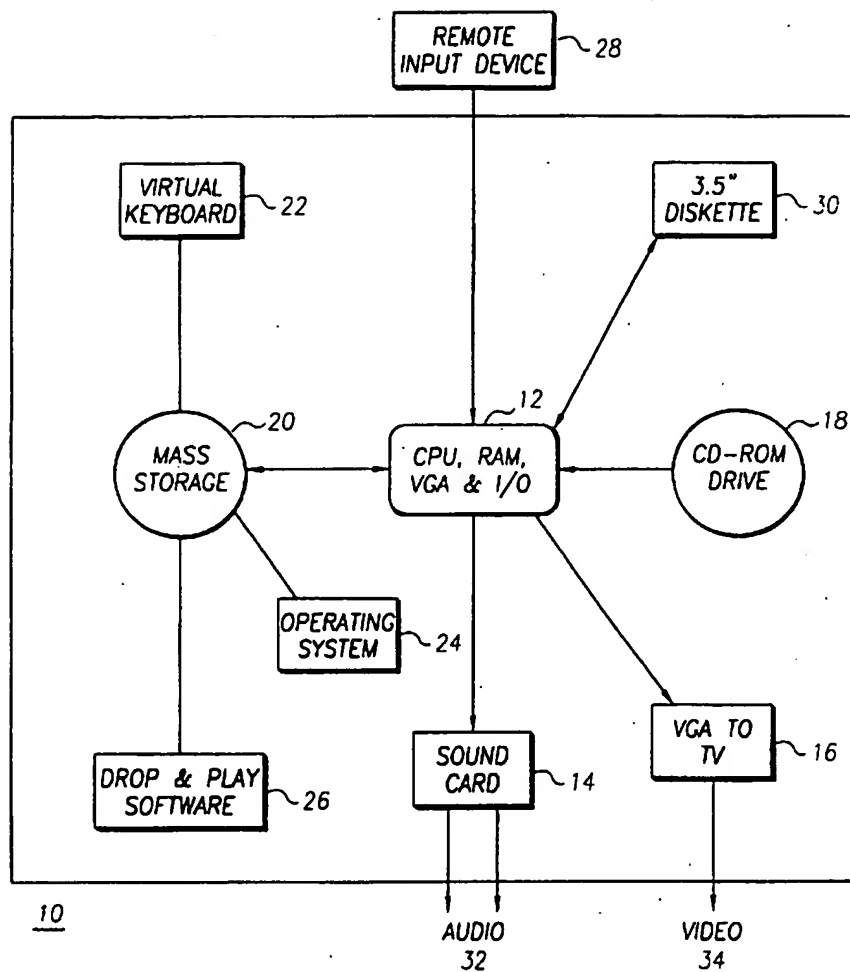 REMOTE
INPUT DEVICE
28
VIRTUAL
KEYBOARD
22
3.5"
DISKETTE
30
12
20
18
MASS
STORAGE
CPU, RAM,
VGA & I/O
CD-ROM
DRIVE
OPERATING
SYSTEM
24
DROP & PLAY
SOFTWARE
26
SOUND
CARD
14
VGA TO
TV
16
10
AUDIO
32
VIDEO
34